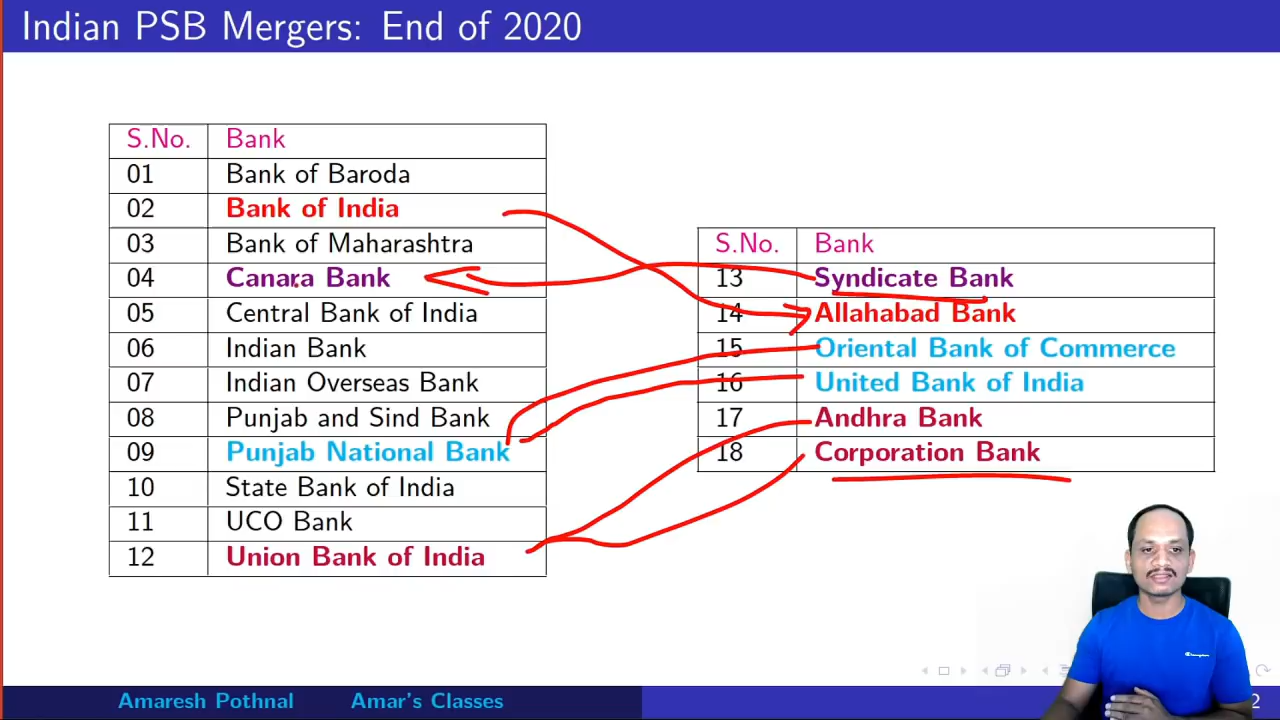 Indian PSB Mergers: End of 2020
S.No. Bank
01 Bank of Baroda
02 Bank of India
03 Bank of Maharashtra
04 Canara Bank
05 Central Bank of India
06 Indian Bank
07 Indian Overseas Bank
08 Punjab and Sind Bank
09 Punjab National Bank
10 State Bank of India
11 UCO Bank
12 Union Bank of India
S.No. Bank
13 Syndicate Bank
14 Allahabad Bank
15 Oriental Bank of Commerce
16 United Bank of India
17 Andhra Bank
18 Corporation Bank
Champion
Amaresh Pothnal Amar's Classes
2